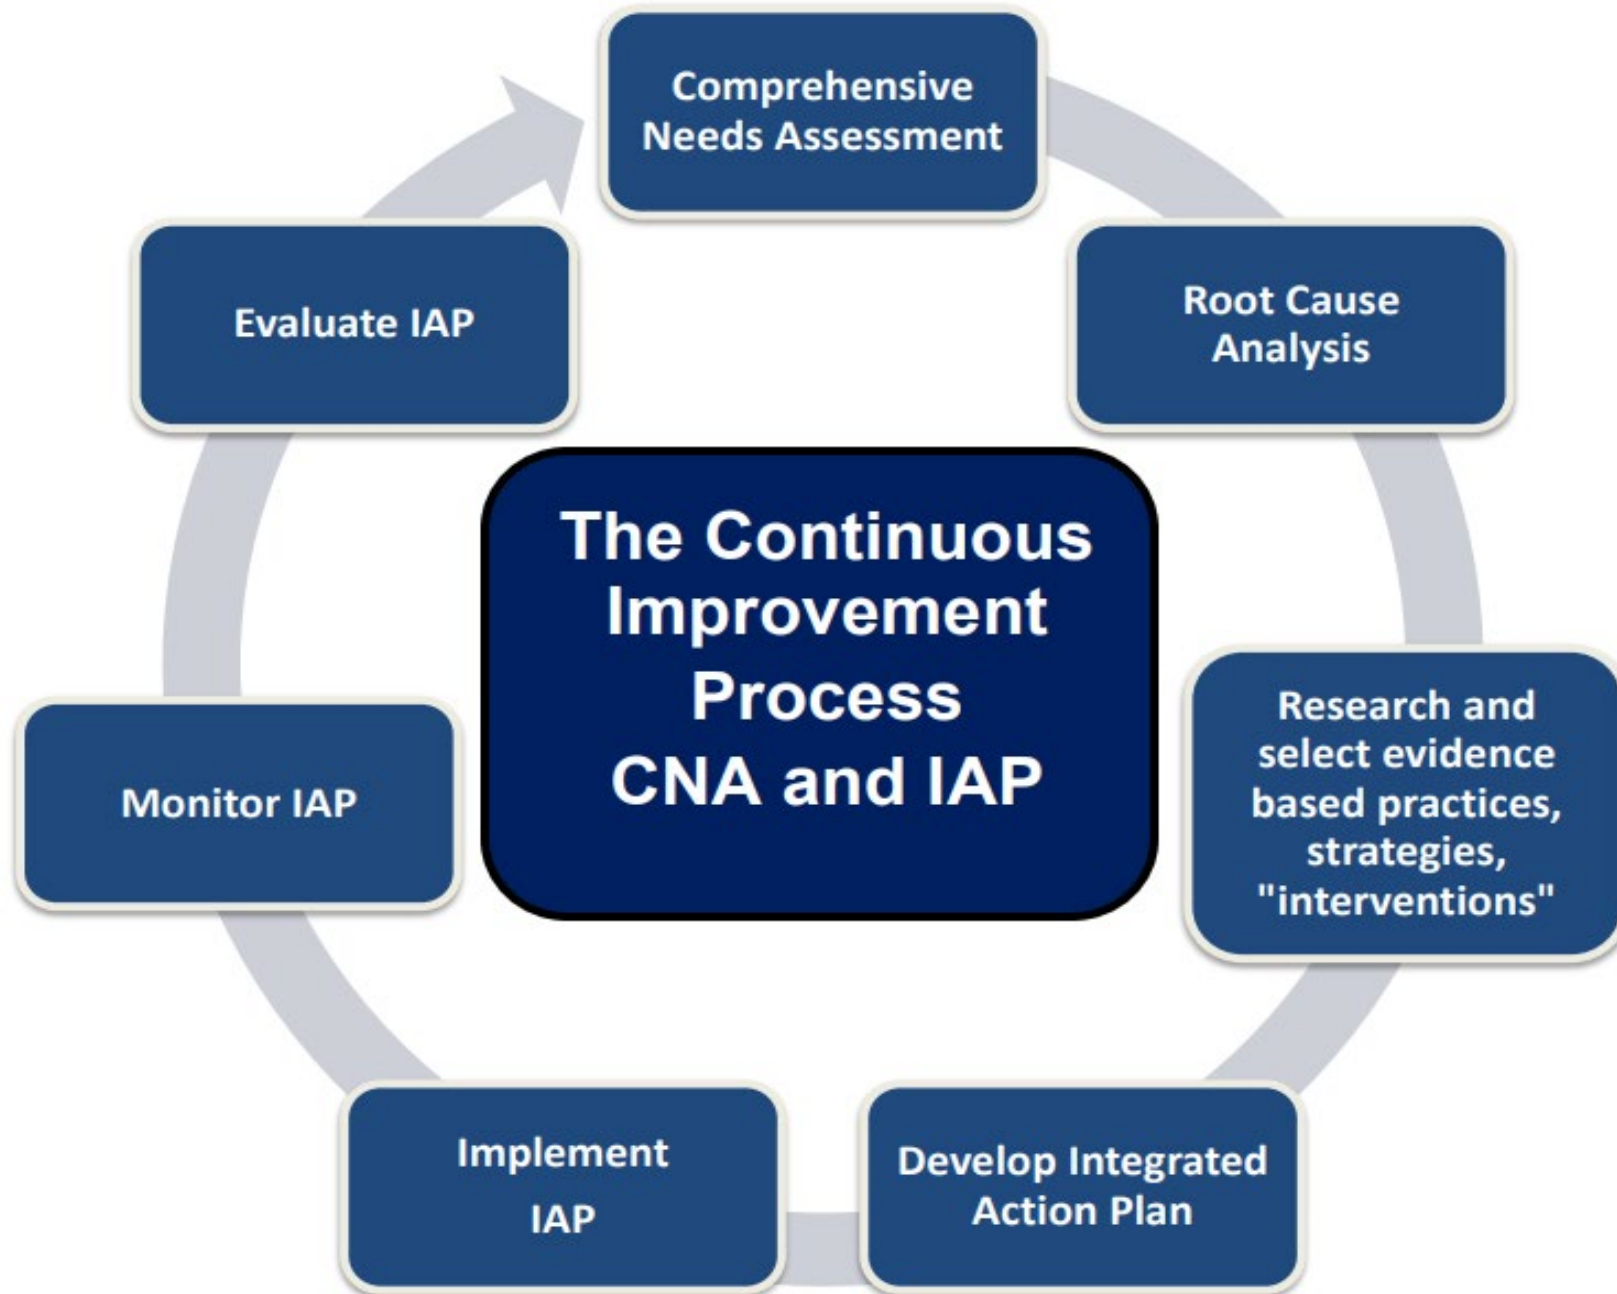 Comprehensive
Needs Assessment
Root Cause
Analysis
Research and
select evidence
based practices,
strategies,
"interventions"
Develop Integrated
Action Plan
Implement
IAP
Monitor IAP
Evaluate IAP
The Continuous
Improvement
Process
CNA and IAP